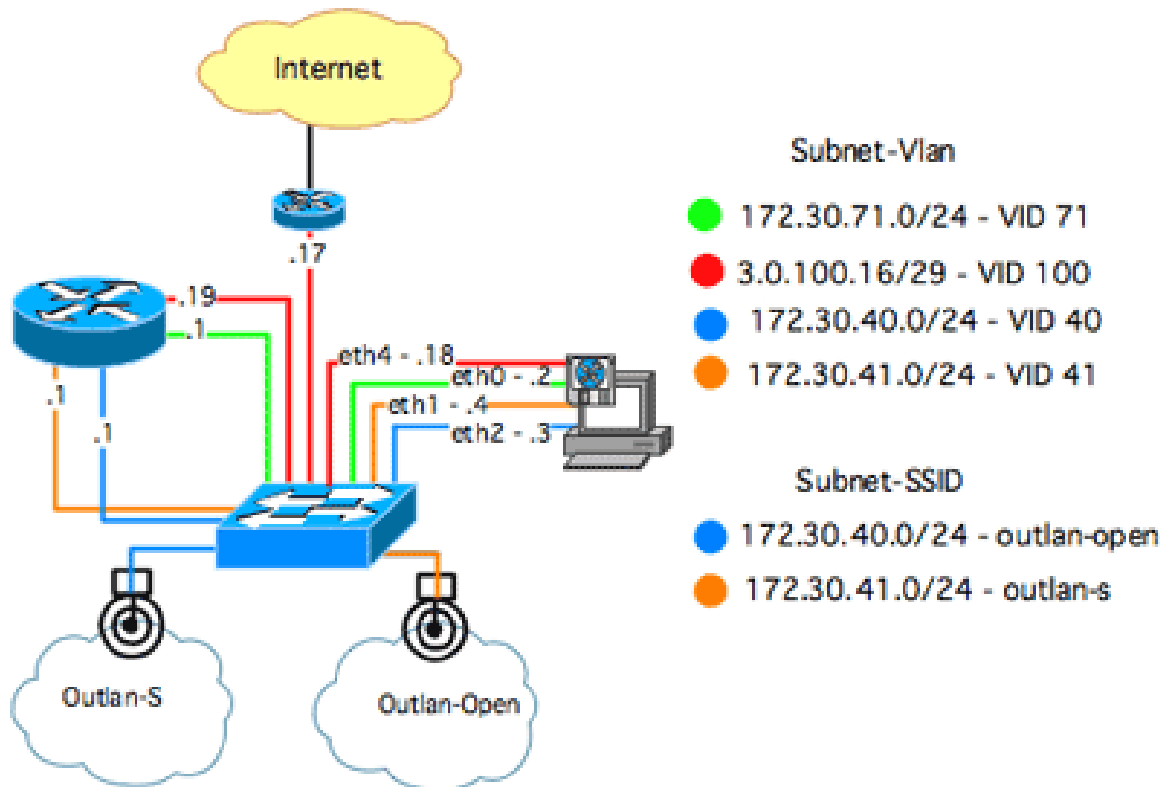 Internet
.17
.19
.1
.1
.1
eth4 - .18
eth0 - .2
eth1 - .4
eth2 - .3
Outlan-S
Outlan-Open
Subnet-Vlan
172.30.71.0/24 - VID 71
3.0.100.16/29 - VID 100
172.30.40.0/24 - VID 40
172.30.41.0/24 - VID 41
Subnet-SSID
172.30.40.0/24 - outlan-open
172.30.41.0/24 - outlan-s